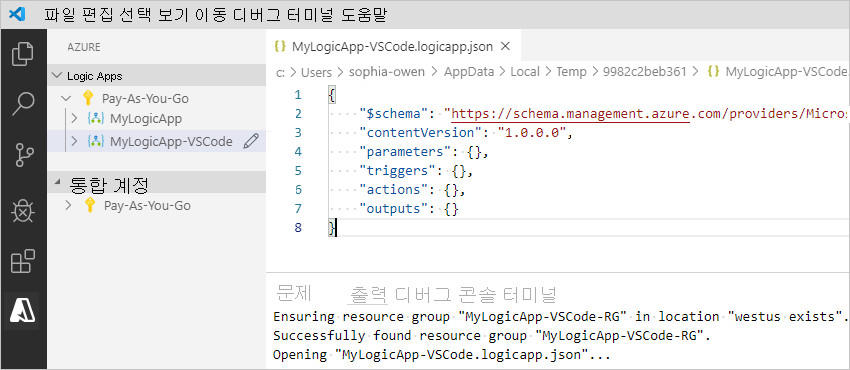 파일 편집 선택 보기 이동 디버그 터미널 도움말
AZURE
Logic Apps
Pay-As-You-Go
MyLogicApp
MyLogicApp-VSCode
통합 계정
Pay-As-You-Go
{ } MyLogicApp-VSCode.logicapp.json ×
c: > Users > sophia-owen > AppData > Local > Temp > 9982c2beb361 > { } MyLogicApp-VSCode.
1 {
2 "$schema": "https://schema.management.azure.com/providers/Micros
3 "contentVersion": "1.0.0.0",
4 "parameters": {},
5 "triggers": {},
6 "actions": {},
7 "outputs": {}
8 }
문제 출력 디버그 콘솔 터미널
Ensuring resource group "MyLogicApp-VSCode-RG" in location "westus exists".
Successfully found resource group "MyLogicApp-VSCode-RG".
Opening "MyLogicApp-VSCode.logicapp.json"...